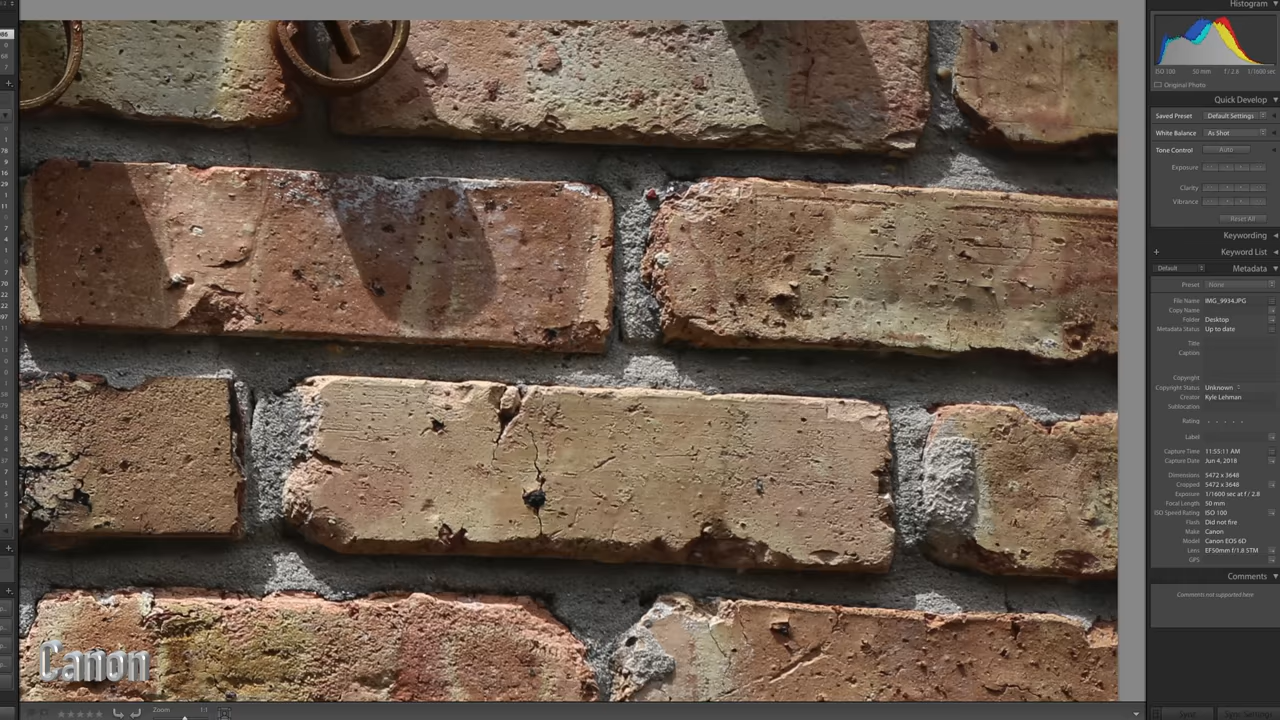 Histogram
ISO 100 50 mm f / 2.8 1/1600 sec
Original Photo
Quick Develop
Saved Preset Default Settings
White Balance As Shot
Tone Control Auto
Exposure
Clarity
Vibrance
Reset All
Keywording
Keyword List
Default Metadata
Preset None
File Name IMG_9934.JPG
Copy Name
Folder Desktop
Metadata Status Up to date
Title
Caption
Copyright
Copyright Status Unknown
Creator Kyle Lehman
Sublocation
Rating
Label
Capture Time 11:55:11 AM
Capture Date Jun 4, 2018
Dimensions 5472 x 3648
Cropped 5472 x 3648
Exposure 1/1600 sec at f / 2.8
Focal Length 50 mm
ISO Speed Rating ISO 100
Flash Did not fire
Make Canon
Model Canon EOS 6D
Lens EF50mm f/1.8 STM
GPS
Comments
Comments not supported here
Canon
Zoom 1:1